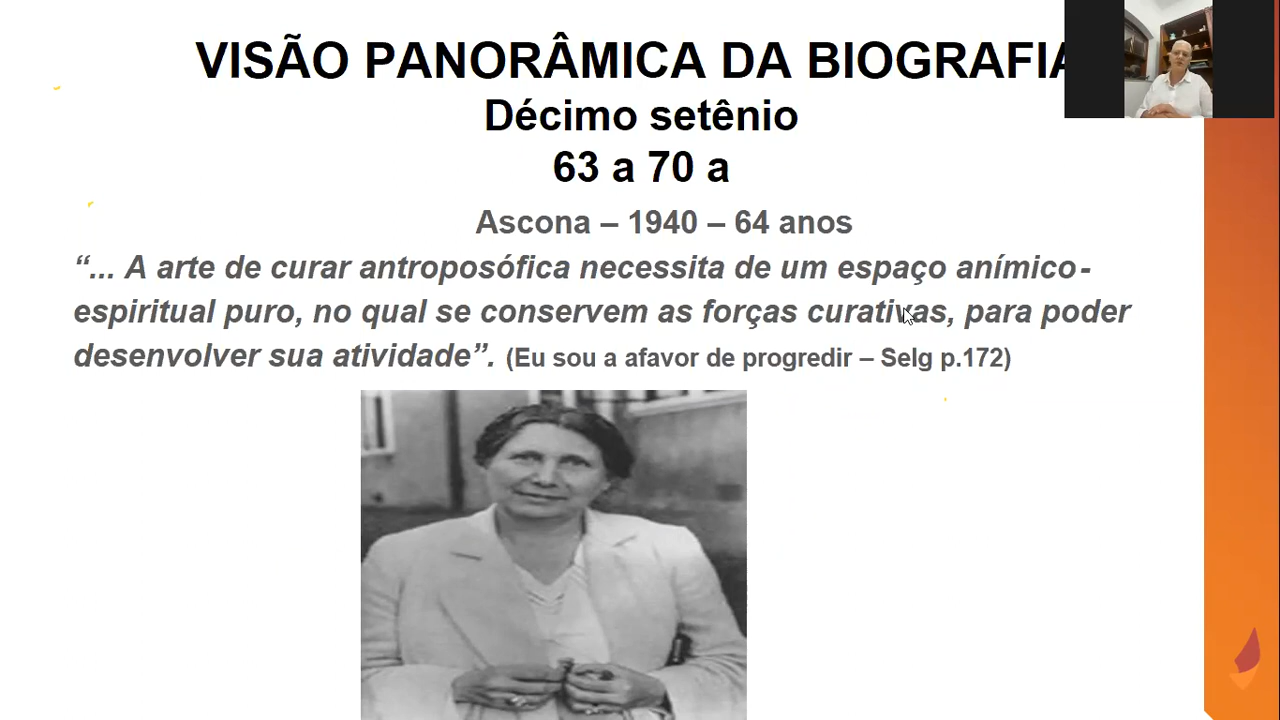 VISÃO PANORÂMICA DA BIOGRAFIA
Décimo setênio
63 a 70 a
Ascona – 1940 – 64 anos
“... A arte de curar antroposófica necessita de um espaço anímico-
espiritual puro, no qual se conservem as forças curativas, para poder
desenvolver sua atividade”. (Eu sou a afavor de progredir – Selg p.172)